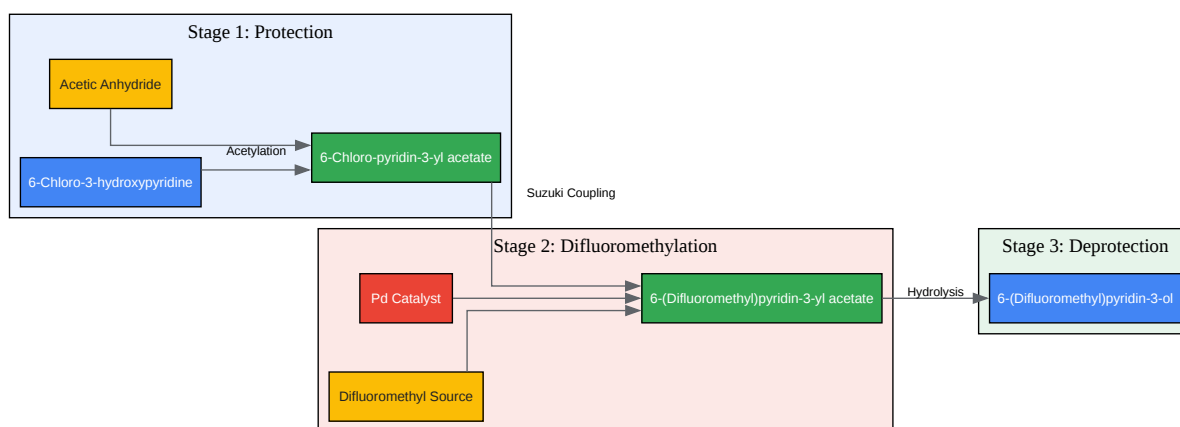 Stage 1: Protection
Acetic Anhydride
Acetylation
6-Chloro-pyridin-3-yl acetate
6-Chloro-3-hydroxypyridine
Suzuki Coupling
Stage 2: Difluoromethylation
Pd Catalyst
6-(Difluoromethyl)pyridin-3-yl acetate
Difluoromethyl Source
Hydrolysis
Stage 3: Deprotection
6-(Difluoromethyl)pyridin-3-ol